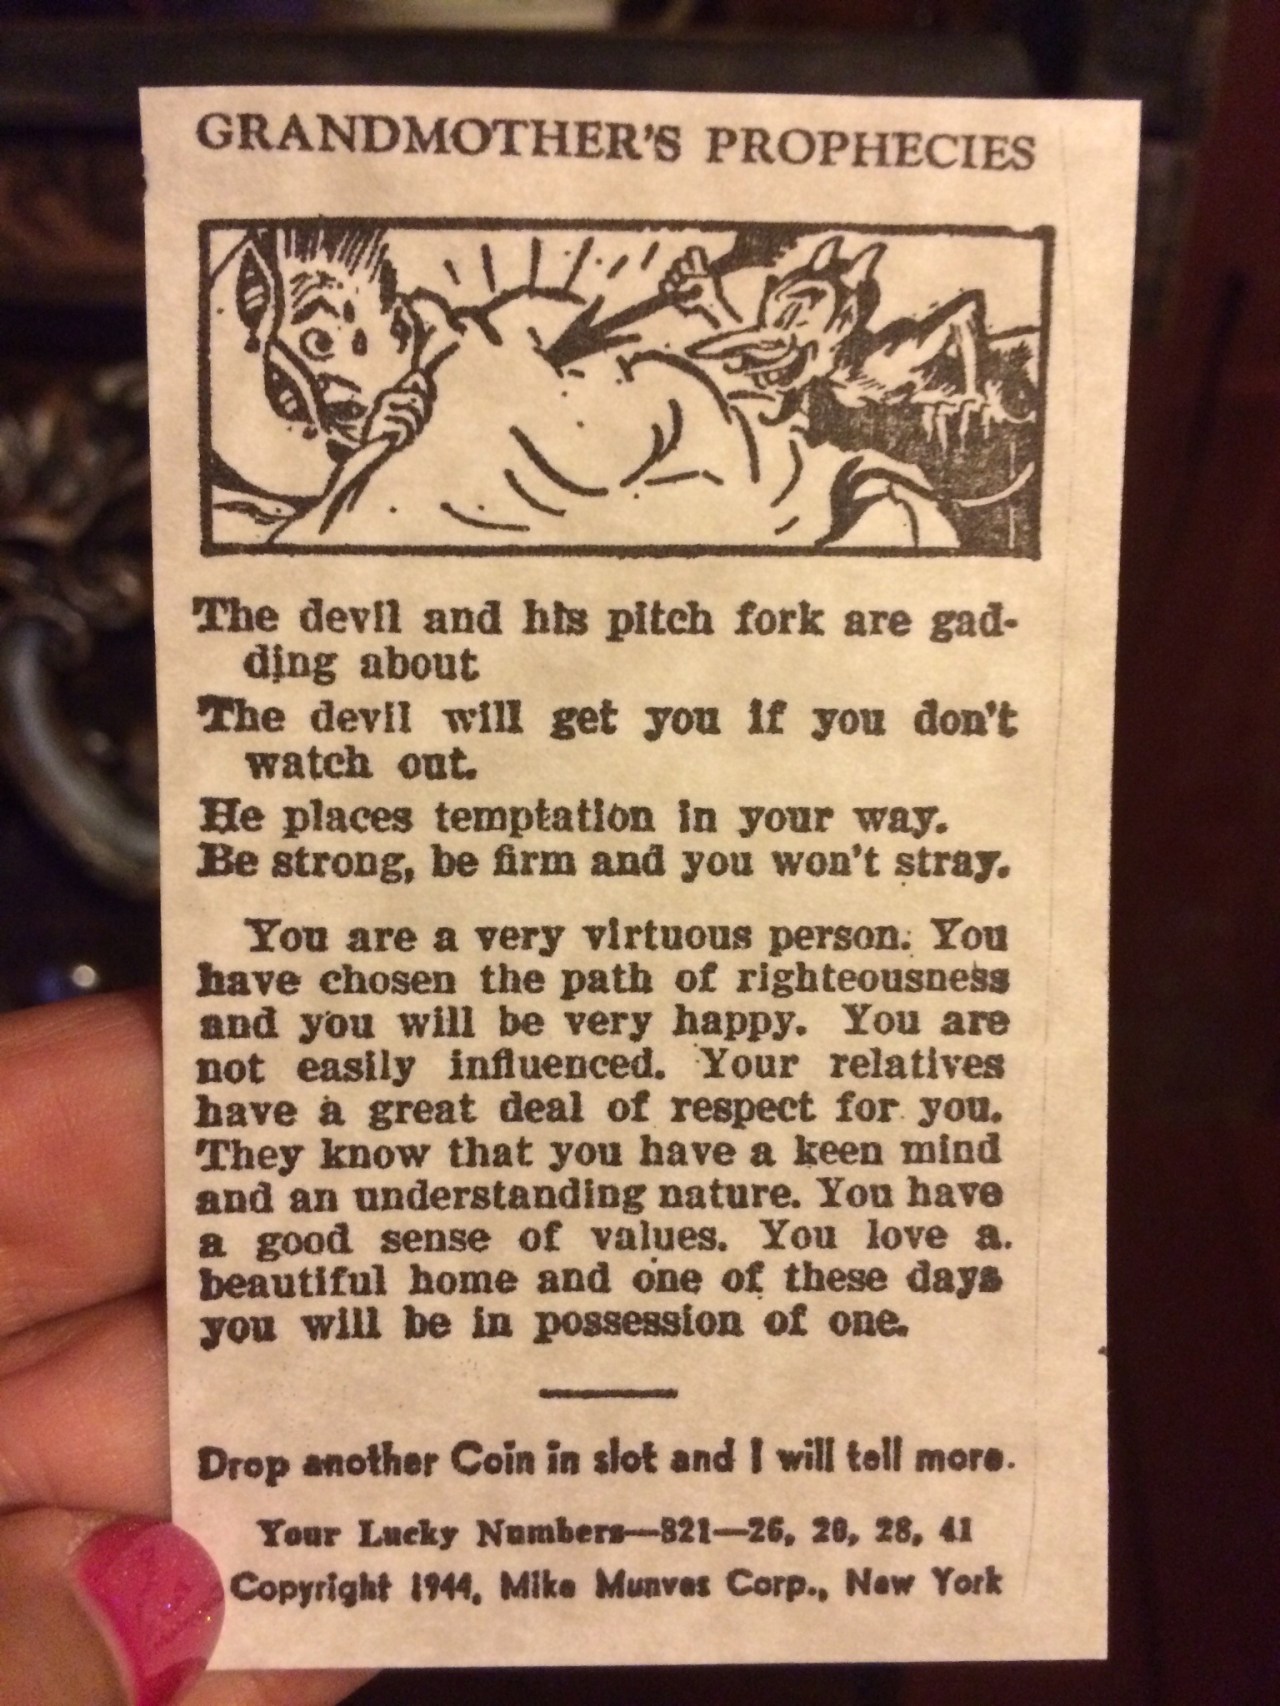 GRANDMOTHER'S PROPHECIES
The devil and his pitch fork are gad-
ding about
The devil will get you if you don't
watch out.
He places temptation in your way.
Be strong, be firm and you won't stray.
You are a very virtuous person. You
have chosen the path of righteousness
and you will be very happy. You are
not easily influenced. Your relatives
have a great deal of respect for you.
They know that you have a keen mind
and an understanding nature. You have
a good sense of values. You love a
beautiful home and one of these days
you will be in possession of one.
Drop another Coin in slot and I will tell more.
Your Lucky Numbers—821—26, 28, 41
Copyright 1944, Mike Munves Corp., New York